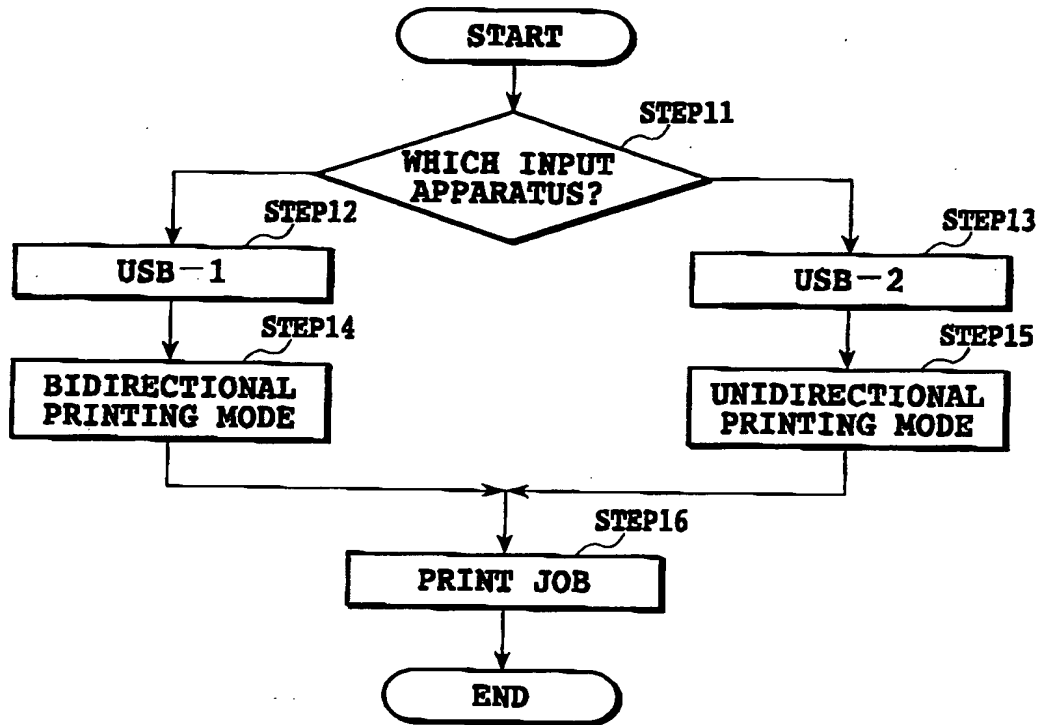 START
STEP11
WHICH INPUT
APPARATUS?
STEP12
USB－1
STEP13
USB－2
STEP14
BIDIRECTIONAL
PRINTING MODE
STEP15
UNIDIRECTIONAL
PRINTING MODE
STEP16
PRINT JOB
END